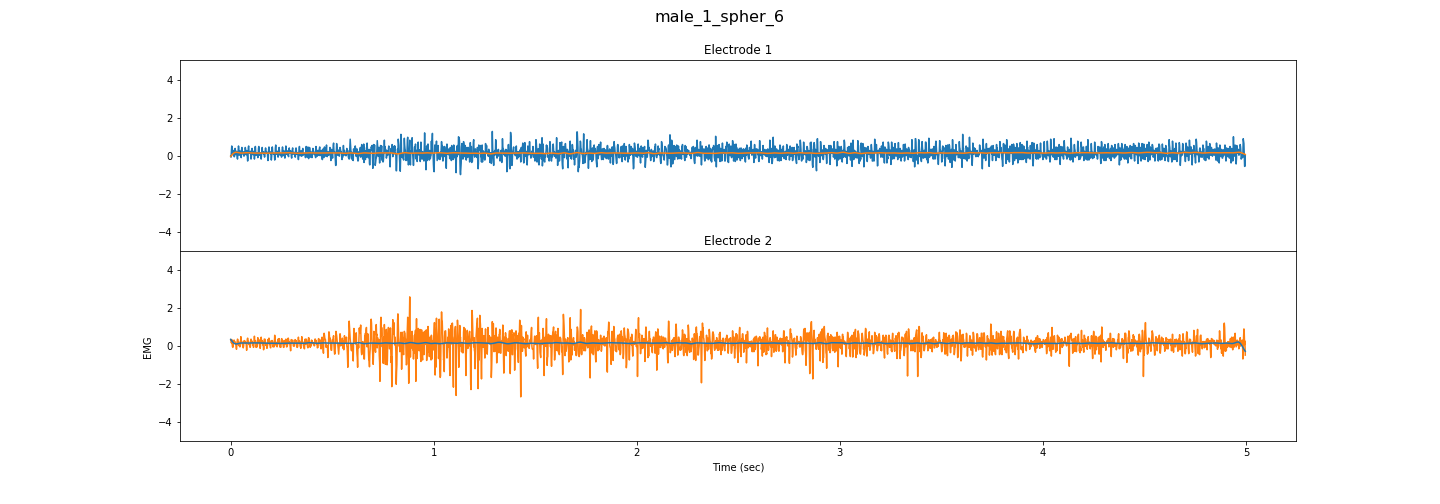 male_1_spher_6
Electrode 1
4
2
0
−2
−4
Electrode 2
4
2
0
−2
−4
EMG
0 1 2 3 4 5
Time (sec)